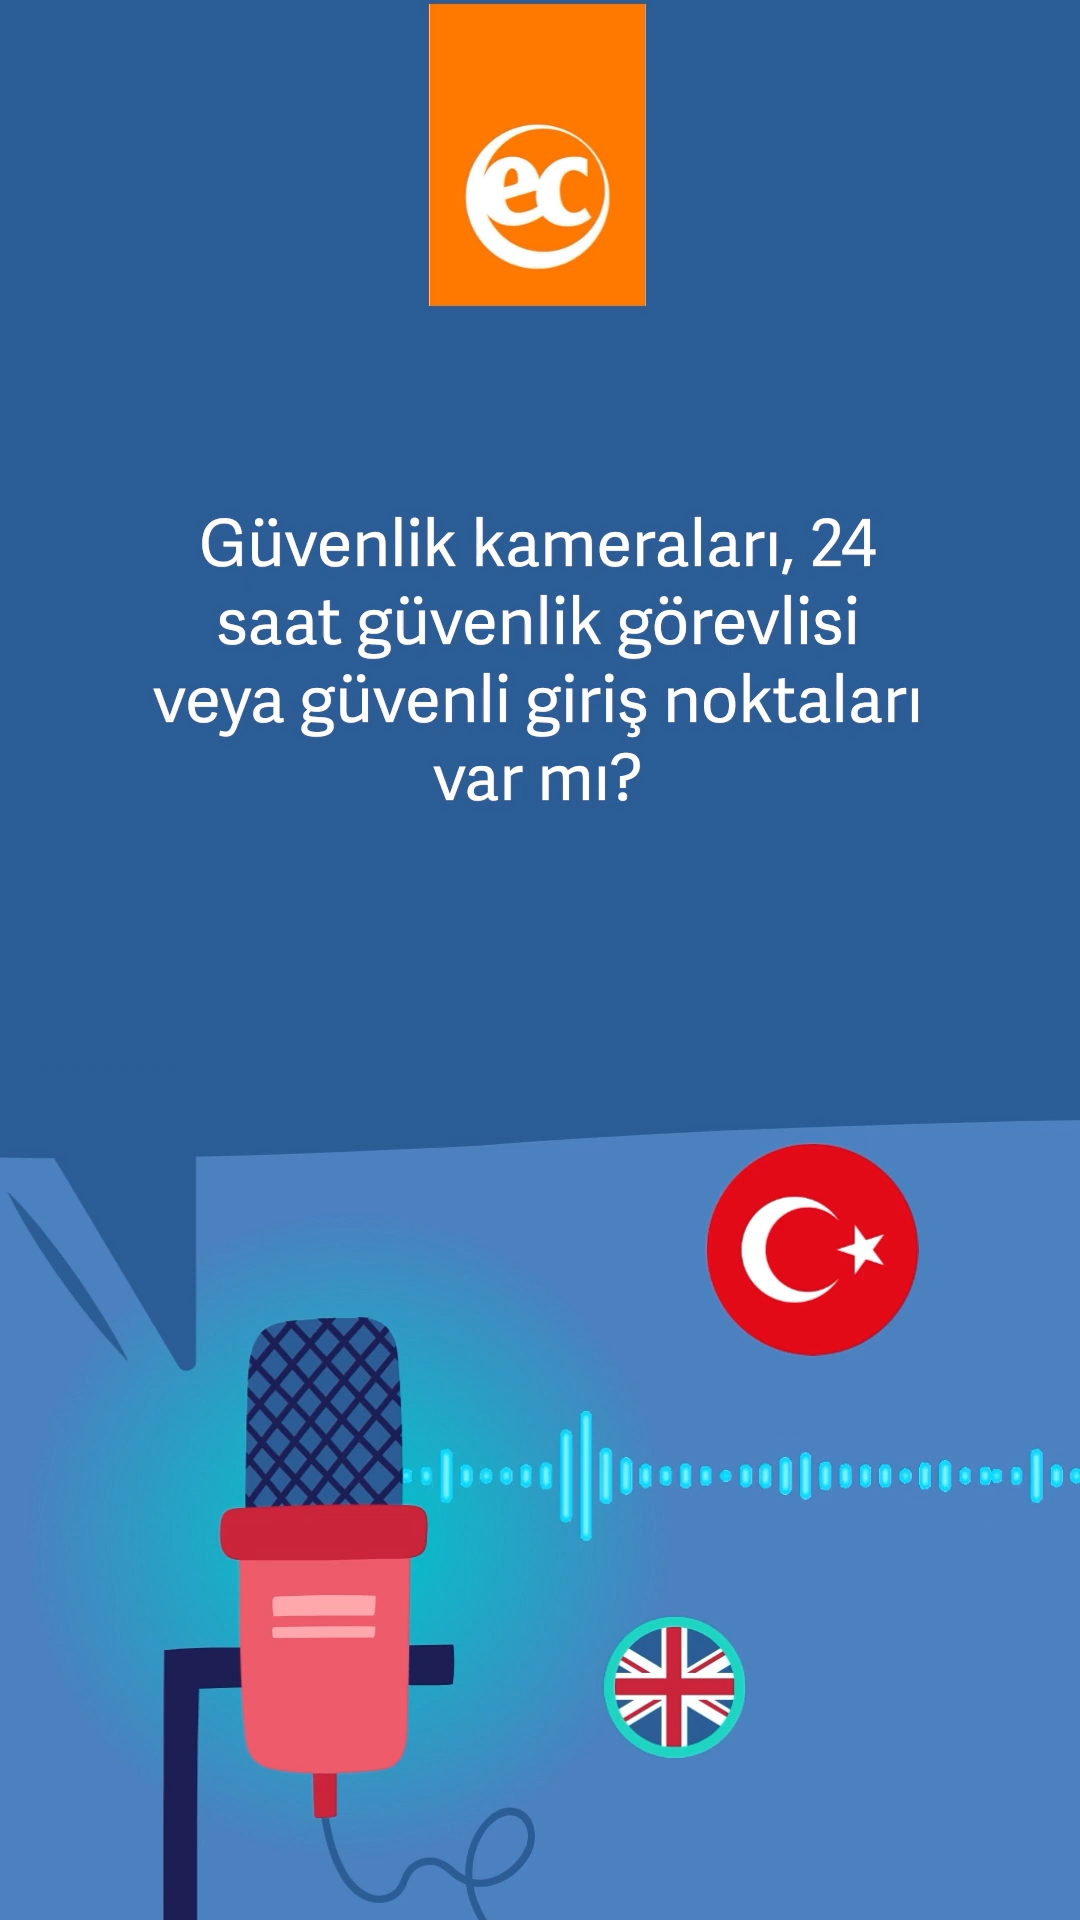 ec
Güvenlik kameraları, 24
saat güvenlik görevlisi
veya güvenli giriş noktaları
var mı?